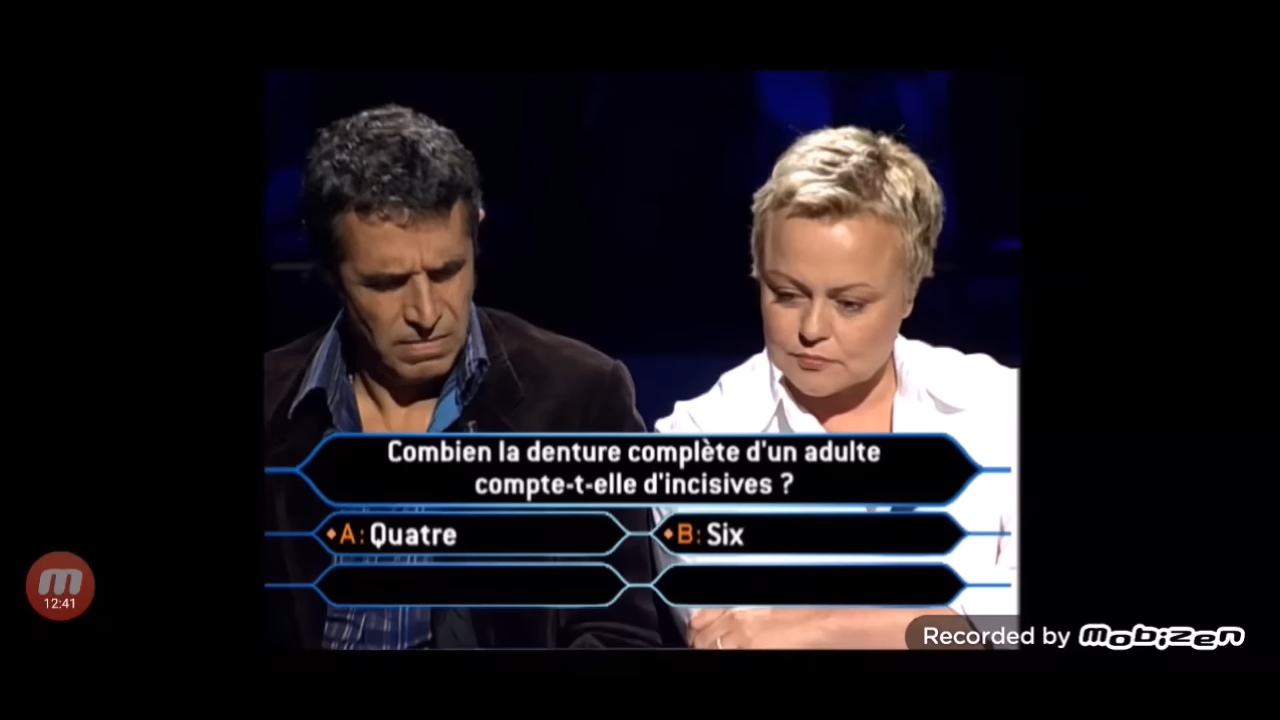 Combien la denture complète d'un adulte
compte-t-elle d'incisives ?
A: Quatre
B: Six
12:41
Recorded by mobizen